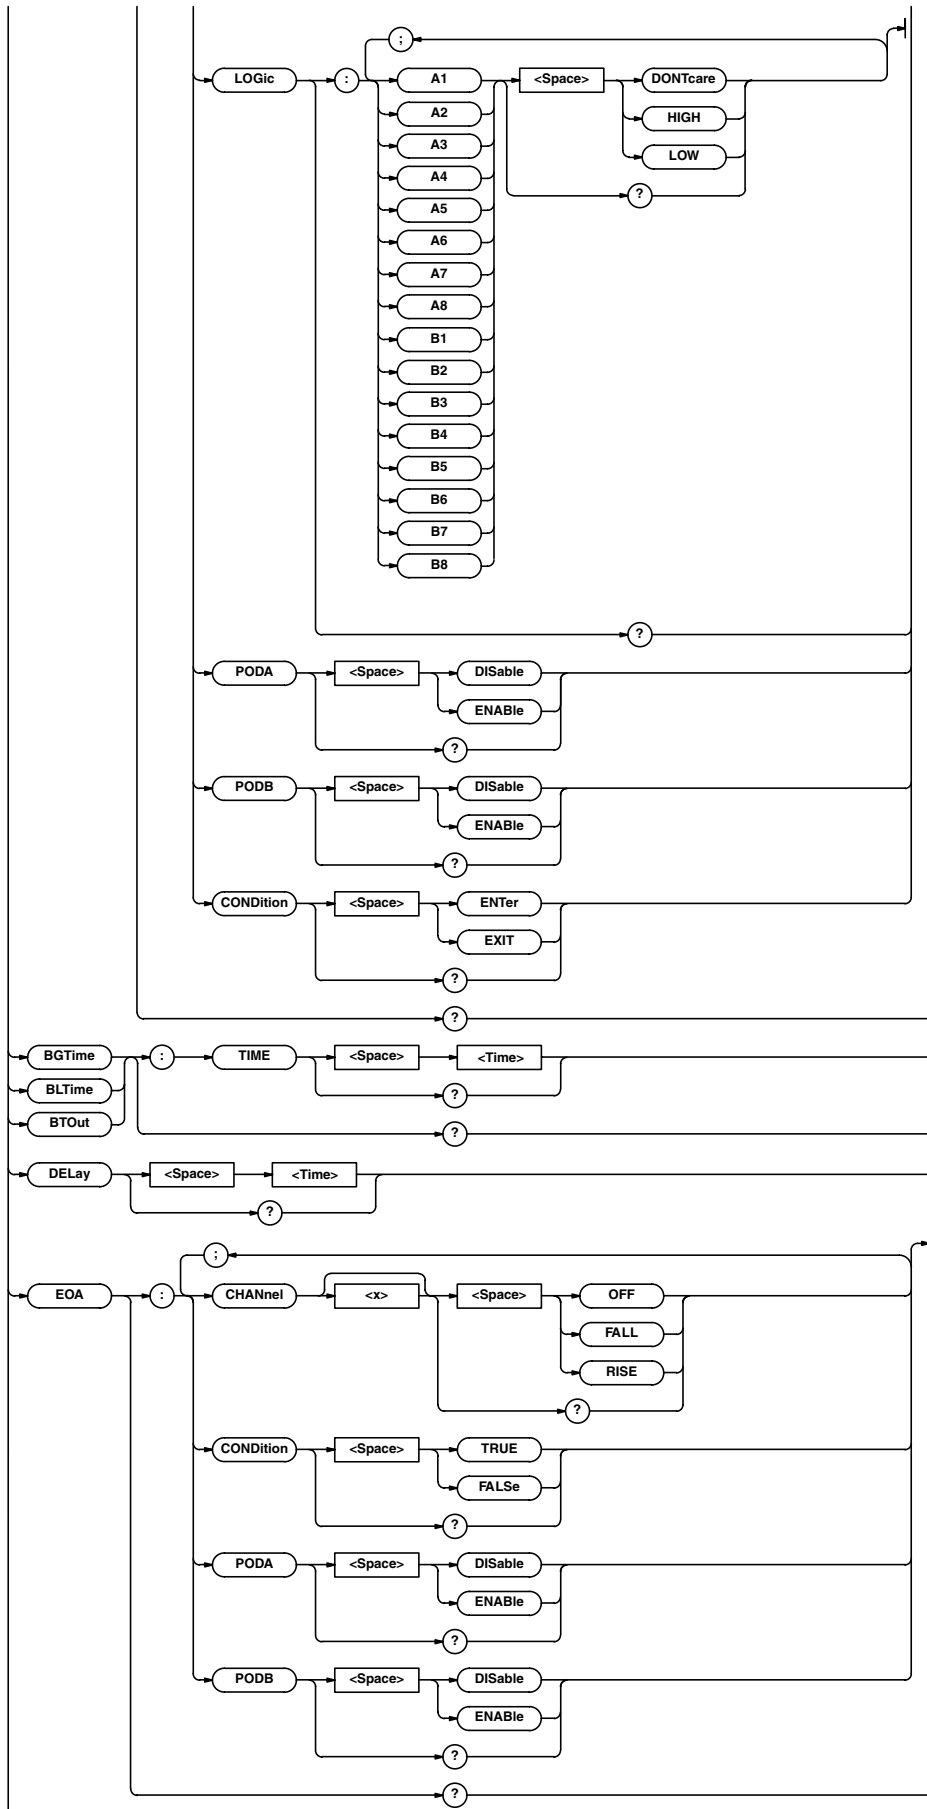 ;
LOGic : A1 <Space> DONTcare
A2 HIGH
A3 LOW
A4 ?
A5
A6
A7
A8
B1
B2
B3
B4
B5
B6
B7
B8
?
PODA <Space> DISable
ENABle
?
PODB <Space> DISable
ENABle
?
CONDition <Space> ENTer
EXIT
?
?
BGTime : TIME <Space> <Time>
BLTime ?
BTOut ?
DELay <Space> <Time>
?
;
EOA : CHANnel <x> <Space> OFF
FALL
RISE
?
CONDition <Space> TRUE
FALSe
?
PODA <Space> DISable
ENABle
?
PODB <Space> DISable
ENABle
?
?